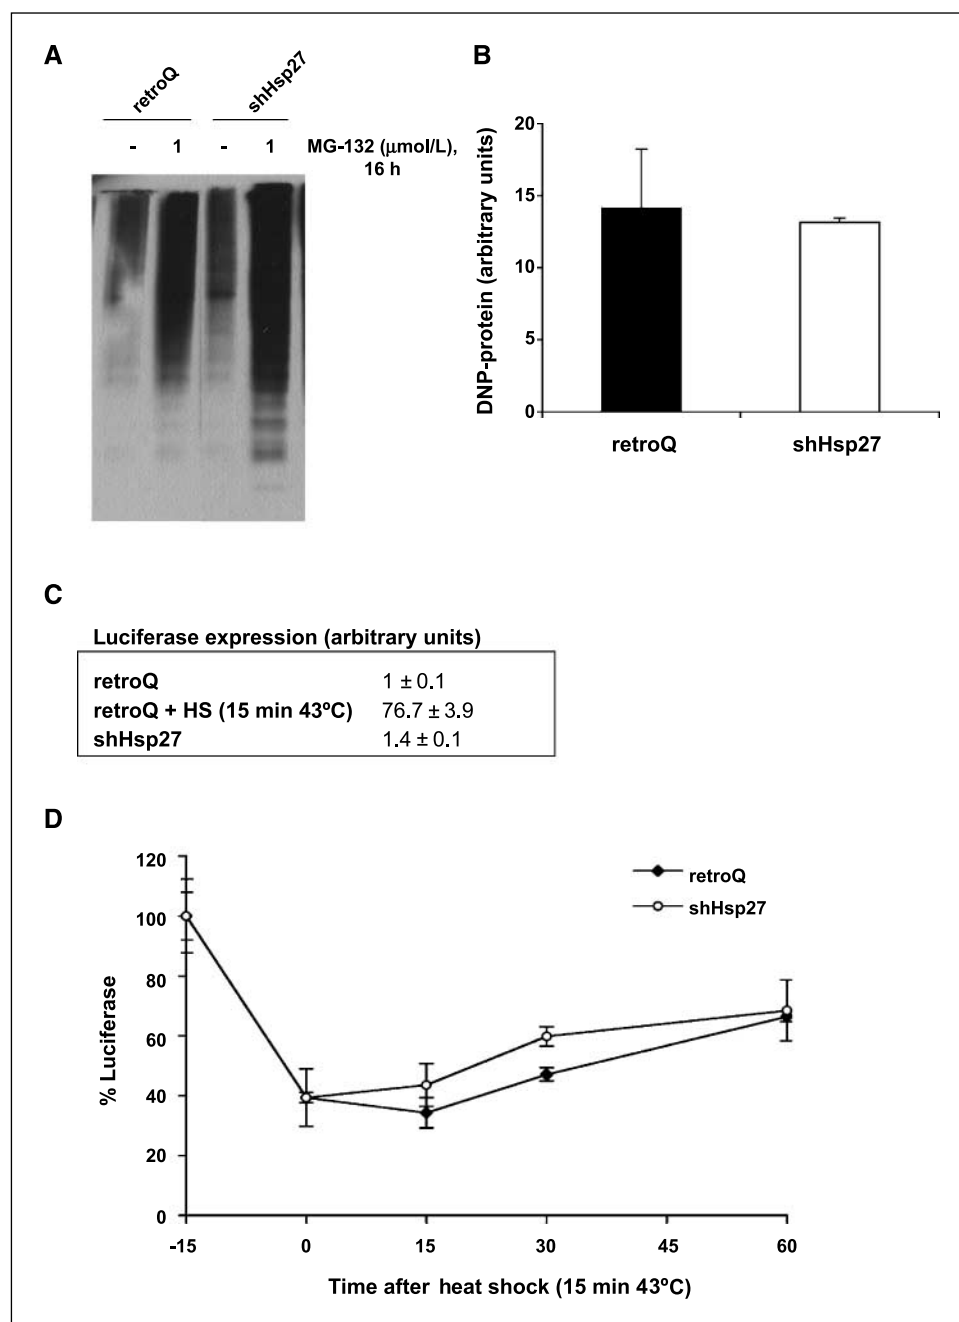 A
retroQ
shHsp27
- 1 - 1 MG-132 (μmol/L),
16 h
B
DNP-protein (arbitrary units)
20
15
10
5
0
retroQ shHsp27
C
Luciferase expression (arbitrary units)
retroQ 1 ± 0.1
retroQ + HS (15 min 43ºC) 76.7 ± 3.9
shHsp27 1.4 ± 0.1
D
% Luciferase
120
100
80
60
40
20
0
-15 0 15 30 45 60
Time after heat shock (15 min 43ºC)
retroQ
shHsp27